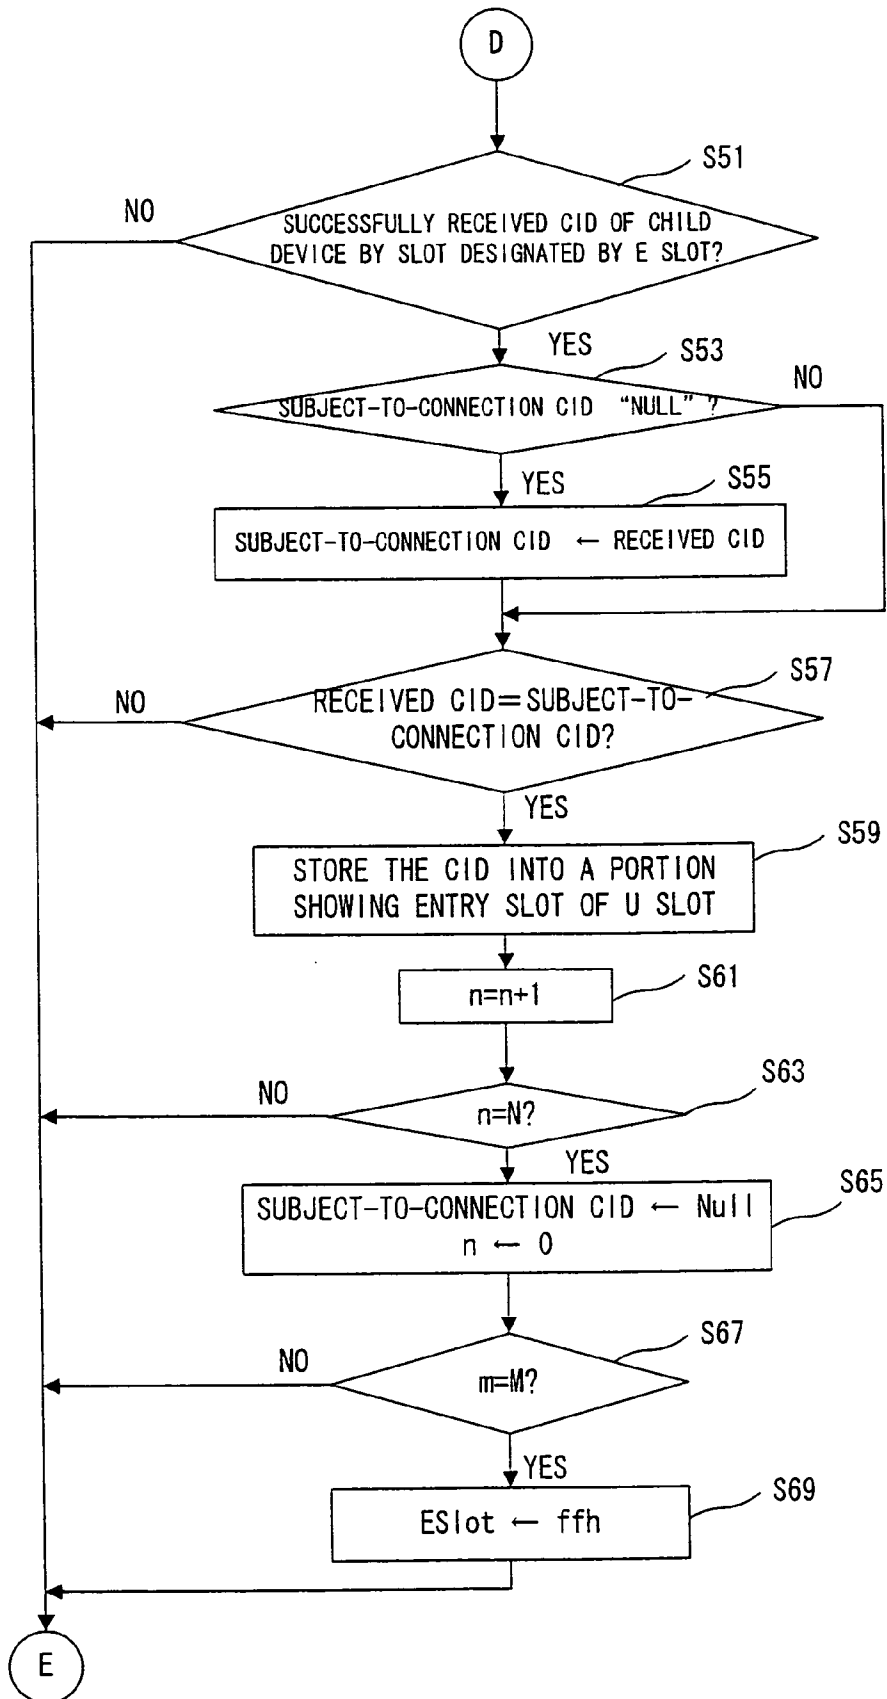 D
S51
NO
SUCCESSFULLY RECEIVED CID OF CHILD
DEVICE BY SLOT DESIGNATED BY E SLOT?
YES
S53
NO
SUBJECT-TO-CONNECTION CID "NULL" ?
YES
S55
SUBJECT-TO-CONNECTION CID ← RECEIVED CID
S57
NO
RECEIVED CID=SUBJECT-TO-
CONNECTION CID?
YES
S59
STORE THE CID INTO A PORTION
SHOWING ENTRY SLOT OF U SLOT
S61
n=n+1
S63
NO
n=N?
YES
S65
SUBJECT-TO-CONNECTION CID ← Null
n ← 0
S67
NO
m=M?
YES
S69
ESlot ← ffh
E